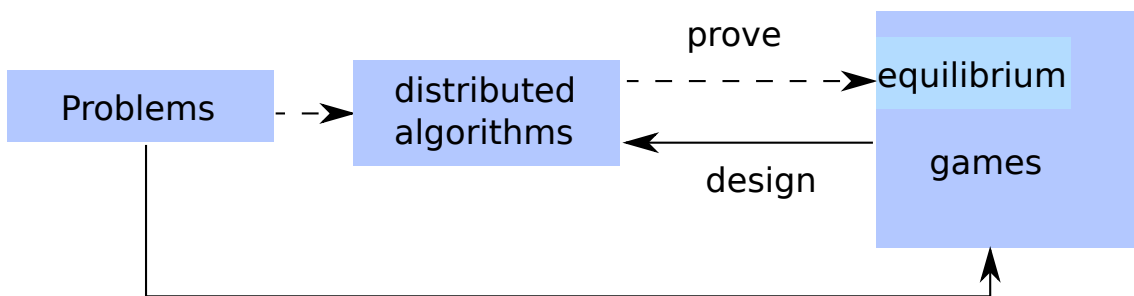 prove
equilibrium
distributed
algorithms
Problems
games
design